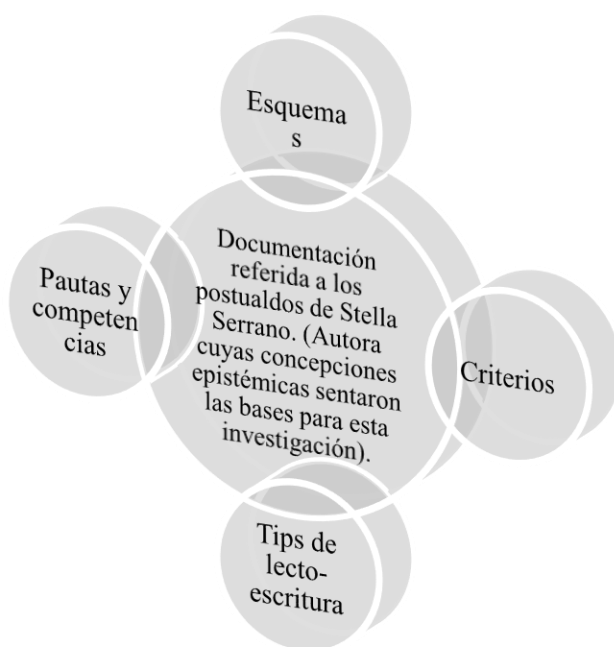 Esquema
s
Pautas y
competen
cias
Documentación
referida a los
postualdos de Stella
Serrano. (Autora
cuyas concepciones
epistémicas sentaron
las bases para esta
investigación).
Criterios
Tips de
lecto-
escritura